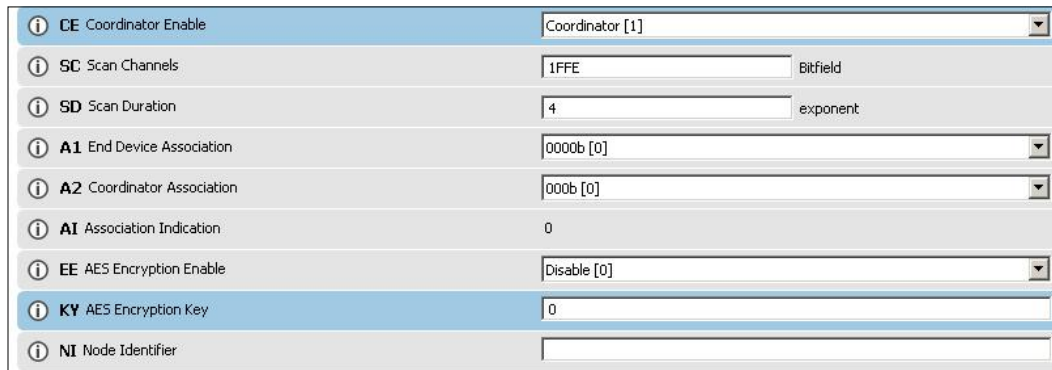 CE Coordinator Enable Coordinator [1]
SC Scan Channels 1FFE Bitfield
SD Scan Duration 4 exponent
A1 End Device Association 0000b [0]
A2 Coordinator Association 000b [0]
AI Association Indication 0
EE AES Encryption Enable Disable [0]
KY AES Encryption Key 0
NI Node Identifier